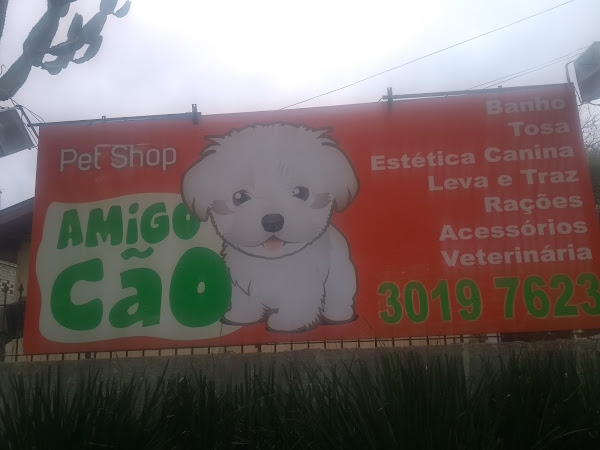 Pet Shop
AMiGO
CãO
Banho
Tosa
Estética Canina
Leva e Traz
Rações
Acessórios
Veterinária
3019 7623